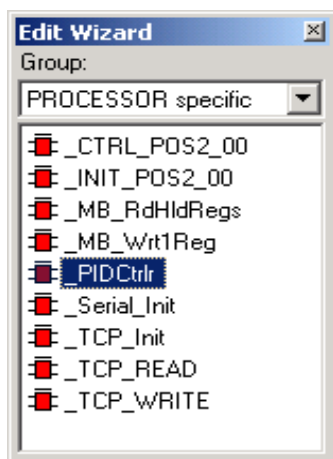 Edit Wizard
Group:
PROCESSOR specific
_CTRL_POS2_00
_INIT_POS2_00
_MB_RdHldRegs
_MB_Wrt1Reg
_PIDCtrlr
_Serial_Init
_TCP_Init
_TCP_READ
_TCP_WRITE